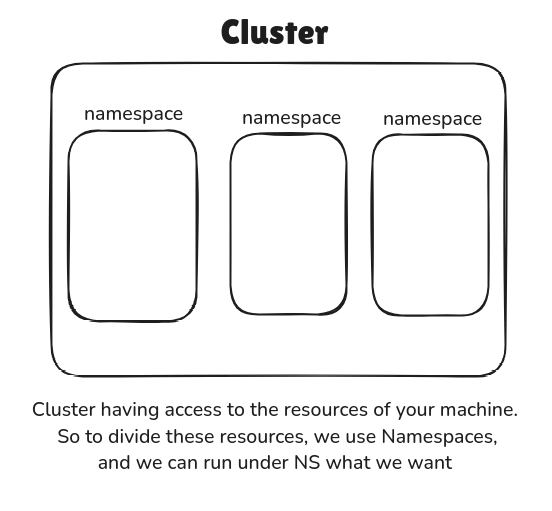 Cluster
namespace
namespace
namespace
Cluster having access to the resources of your machine.
So to divide these resources, we use Namespaces,
and we can run under NS what we want